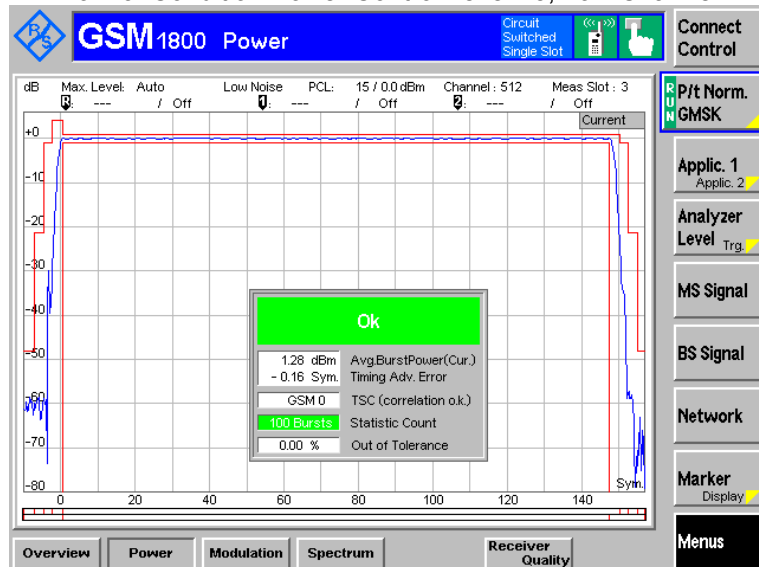 R/S
GSM 1800 Power
Circuit
Switched
Single Slot
Connect
Control
dB Max. Level: Auto Low Noise PCL: 15 / 0.0 dBm Channel : 512 Meas Slot : 3
R: --- / Off 1: --- / Off 2: --- / Off
Current
RUN
P/t Norm.
GMSK
+0
-10
-20
-30
-40
-50
-60
-70
-80
0 20 40 60 80 100 120 140
Sym.
Ok
1.28 dBm Avg.BurstPower(Cur.)
- 0.16 Sym. Timing Adv. Error
GSM 0 TSC (correlation o.k.)
100 Bursts Statistic Count
0.00 % Out of Tolerance
Applic. 1
Applic. 2
Analyzer
Level Trg.
MS Signal
BS Signal
Network
Marker
Display
Menus
Overview Power Modulation Spectrum Receiver
Quality